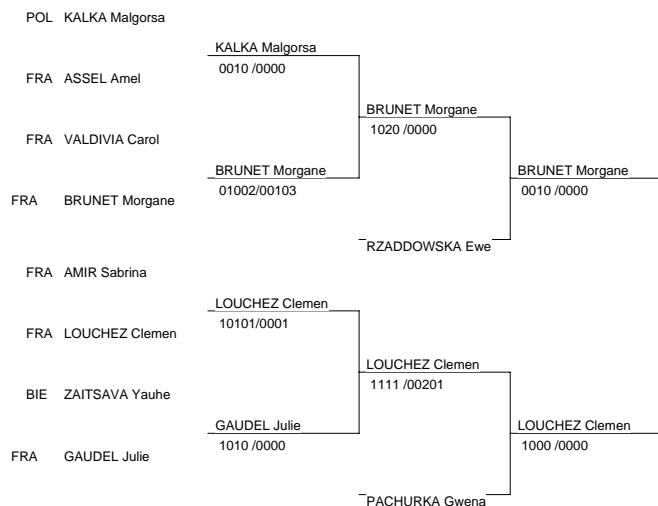 POL KALKA Malgorsa
KALKA Malgorsa
0010 /0000
FRA ASSEL Amel
BRUNET Morgane
1020 /0000
FRA VALDIVIA Carol
BRUNET Morgane
01002/00103
BRUNET Morgane
0010 /0000
FRA BRUNET Morgane
RZADDOWSKA Ewe
FRA AMIR Sabrina
LOUCHEZ Clemen
10101/0001
FRA LOUCHEZ Clemen
LOUCHEZ Clemen
1111 /00201
BIE ZAITSAVA Yauhe
GAUDEL Julie
1010 /0000
LOUCHEZ Clemen
1000 /0000
FRA GAUDEL Julie
PACHURKA Gwena